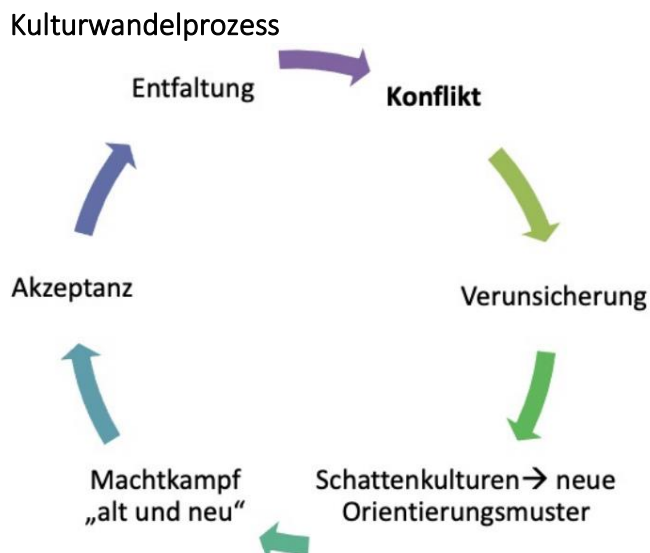 Kulturwandelprozess
Entfaltung
Konflikt
Verunsicherung
Schattenkulturen→ neue
Orientierungsmuster
Machtkampf
„alt und neu“
Akzeptanz